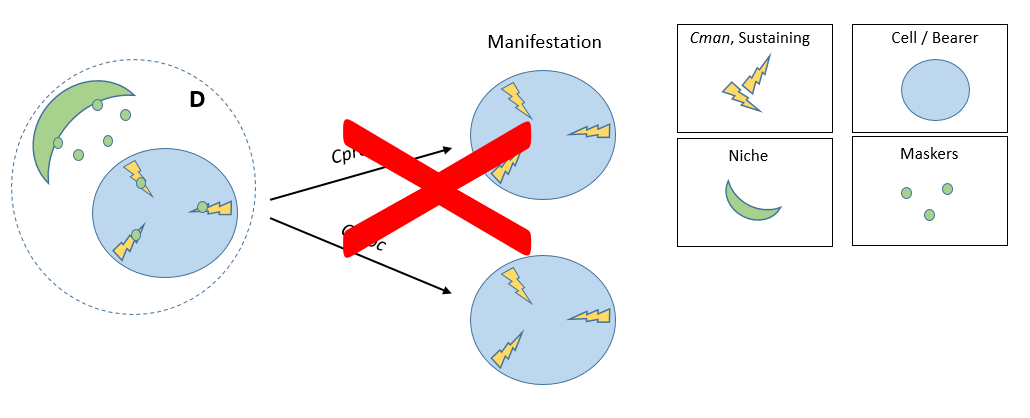 Manifestation
D
Cman, Sustaining
Cell / Bearer
Niche
Maskers